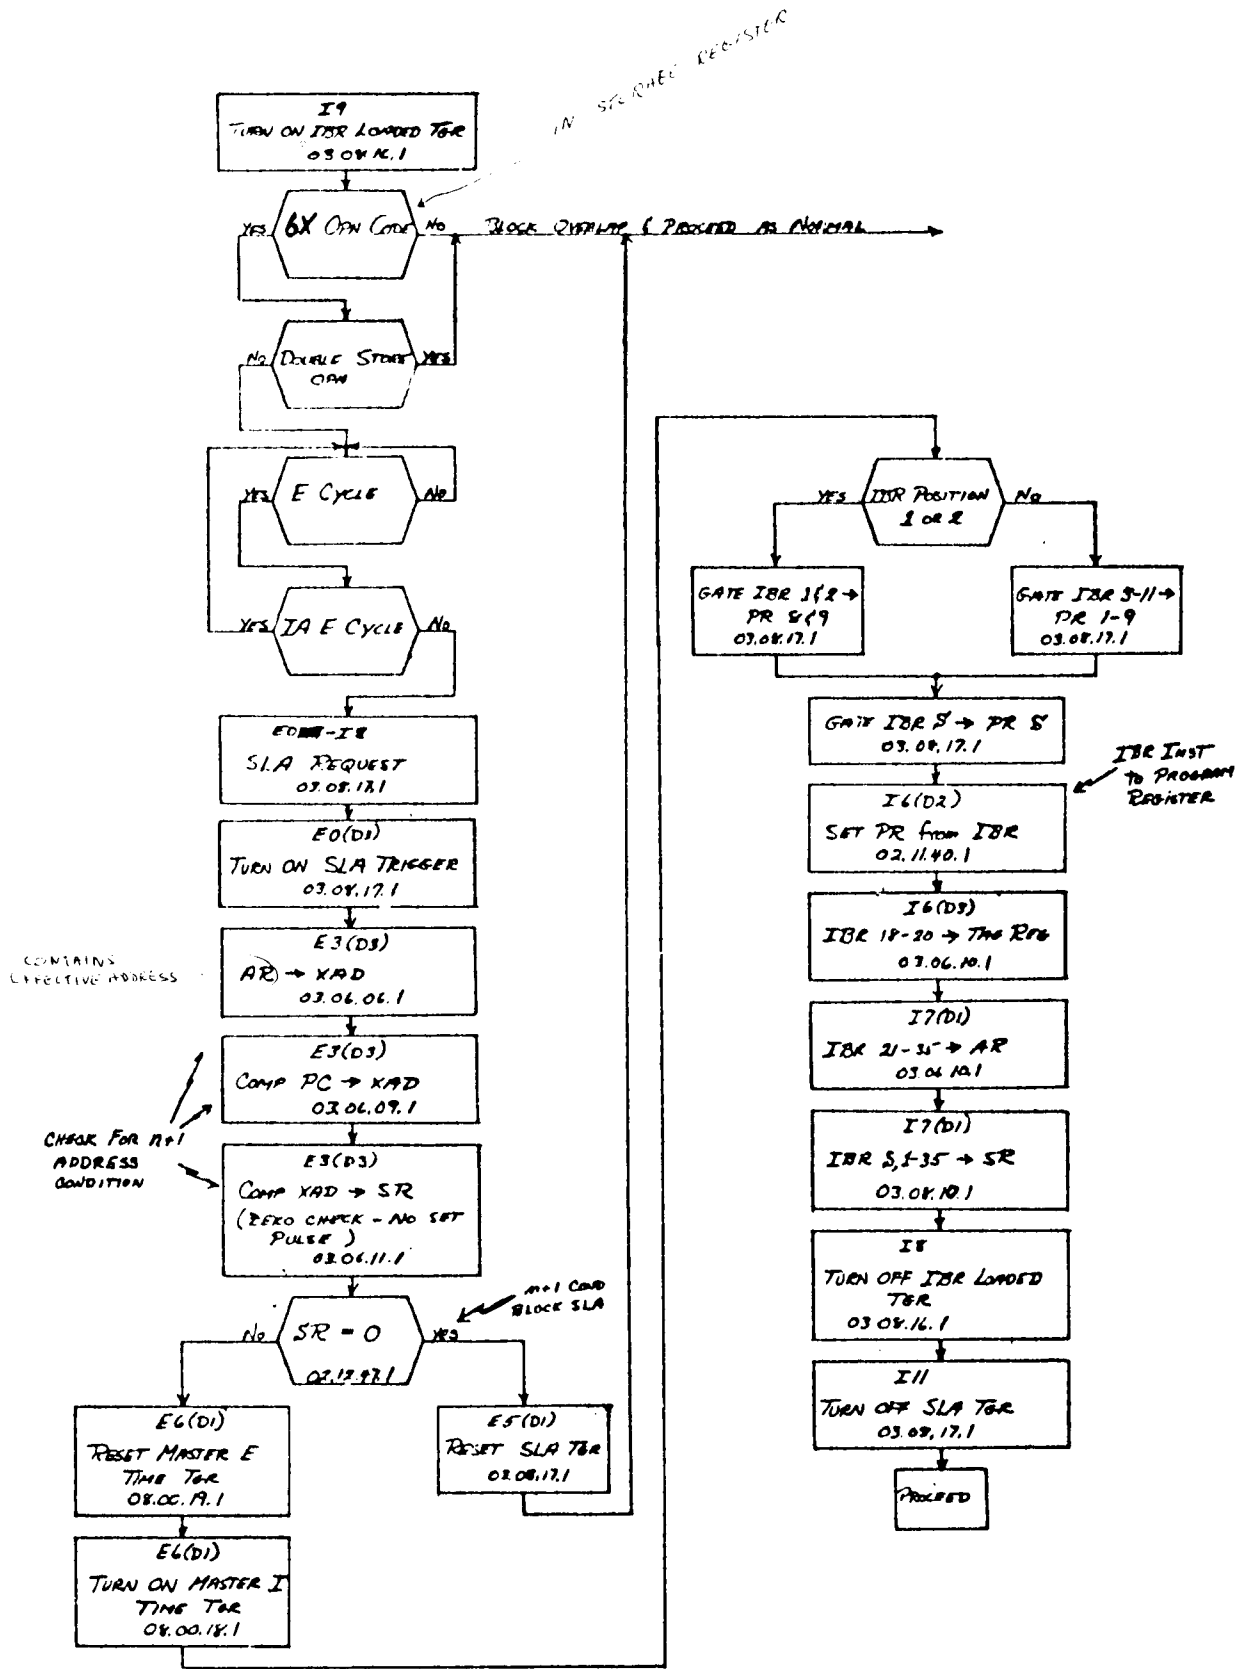 IN STORAGE REGISTER
I9
TURN ON IBR LOADED TGR
03.08.16.1
YES
6X OPN CODE
NO
BLOCK OVERLAP & PROCEED AS NORMAL
NO
DOUBLE STORE
OPN
YES
YES
E CYCLE
NO
YES
IA E CYCLE
NO
SLA REQUEST
03.08.17.1
E0(D1)
TURN ON SLA TRIGGER
03.08.17.1
CONTAINS
EFFECTIVE ADDRESS
E3(D3)
AR → XAD
03.06.06.1
E3(D3)
COMP PC → XAD
03.06.09.1
CHECK FOR n+1
ADDRESS
CONDITION
E3(D3)
COMP XAD → SR
(ZERO CHECK - NO SET
PULSE)
03.06.11.1
n+1 COND
BLOCK SLA
NO
SR = 0
YES
E6(D1)
RESET MASTER E
TIME TGR
08.00.19.1
E5(D1)
RESET SLA TGR
03.08.17.1
E6(D1)
TURN ON MASTER I
TIME TGR
08.00.18.1
YES
IBR POSITION
1 OR 2
NO
GATE IBR 1&2 →
PR 8&9
03.08.17.1
GATE IBR 3-11 →
PR 1-9
03.08.17.1
GATE IBR S → PR S
03.08.17.1
IBR INST
TO PROGRAM
REGISTER
I6(D2)
SET PR from IBR
02.11.40.1
I6(D3)
IBR 18-20 → TAG REG
03.06.10.1
I7(D1)
IBR 21-35 → AR
03.06.10.1
I7(D1)
IBR S,1-35 → SR
03.08.10.1
I8
TURN OFF IBR LOADED
TGR
03.08.16.1
I11
TURN OFF SLA TGR
03.08.17.1
PROCEED